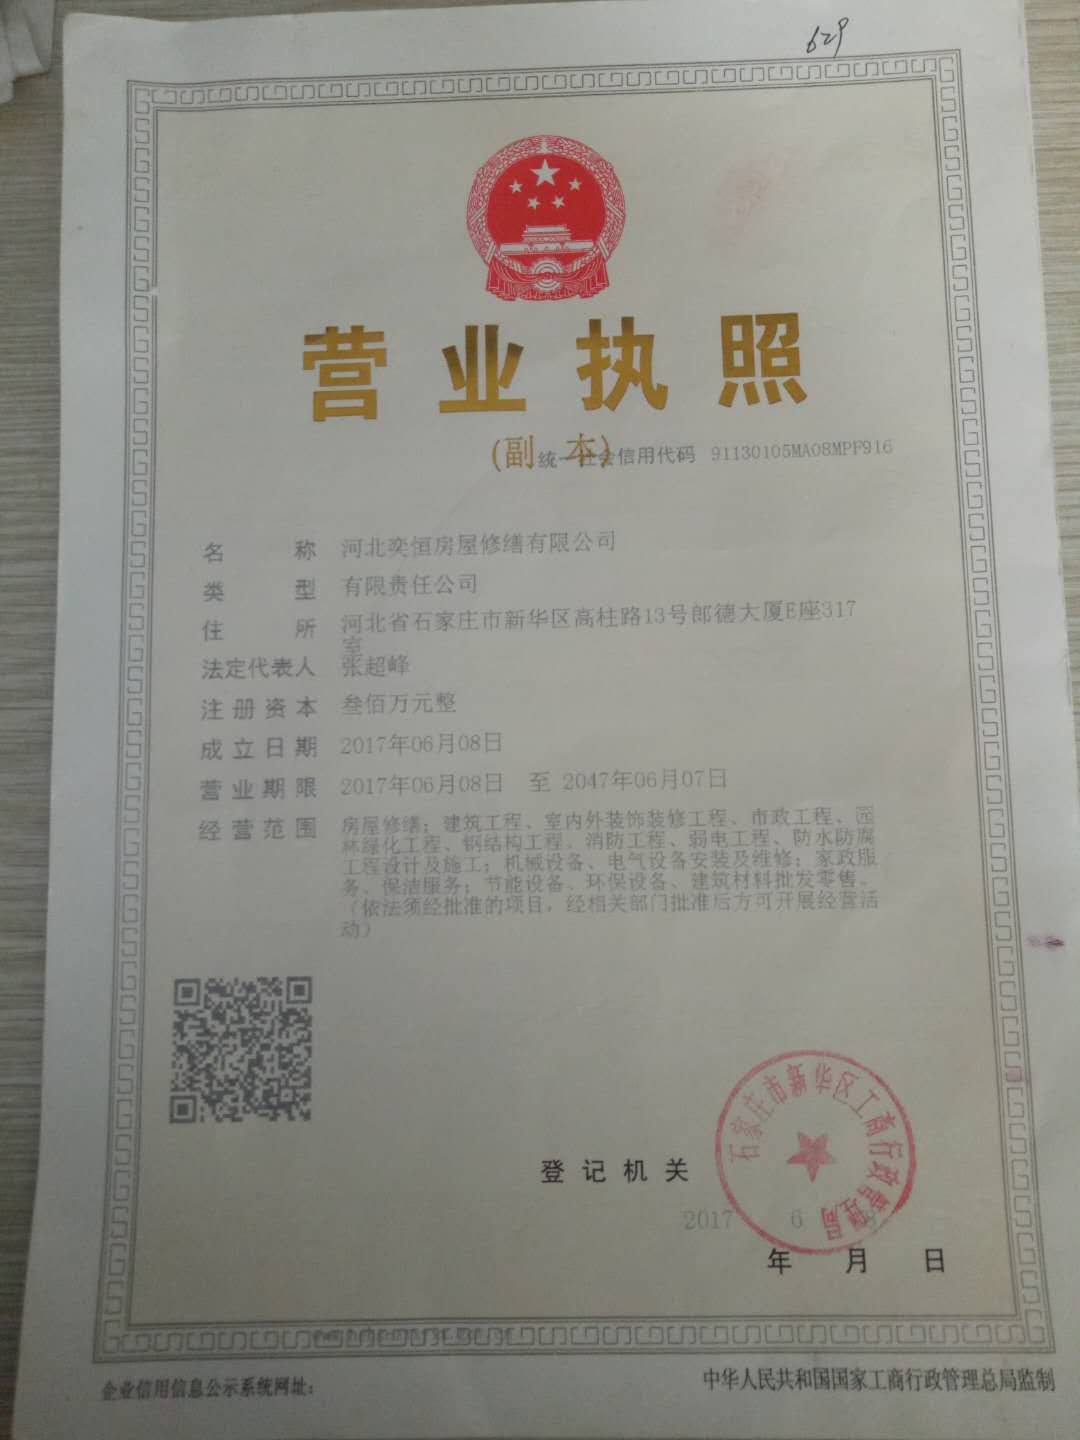 629
营业执照
(副 本)
统一社会信用代码 91130105MA08MPF916
名称 河北奕恒房屋修缮有限公司
类型 有限责任公司
住所 河北省石家庄市新华区高柱路13号郎德大厦E座317
室
法定代表人 张超峰
注册资本 叁佰万元整
成立日期 2017年06月08日
营业期限 2017年06月08日 至 2047年06月07日
经营范围 房屋修缮；建筑工程、室内外装饰装修工程、市政工程、园
林绿化工程、钢结构工程、消防工程、弱电工程、防水防腐
工程设计及施工；机械设备、电气设备安装及维修；家政服
务、保洁服务；节能设备、环保设备、建筑材料批发零售。
（依法须经批准的项目，经相关部门批准后方可开展经营活
动）
石家庄市新华区工商行政管理局
登记机关
2017 6
年 月 日
企业信用信息公示系统网址：
中华人民共和国国家工商行政管理总局监制